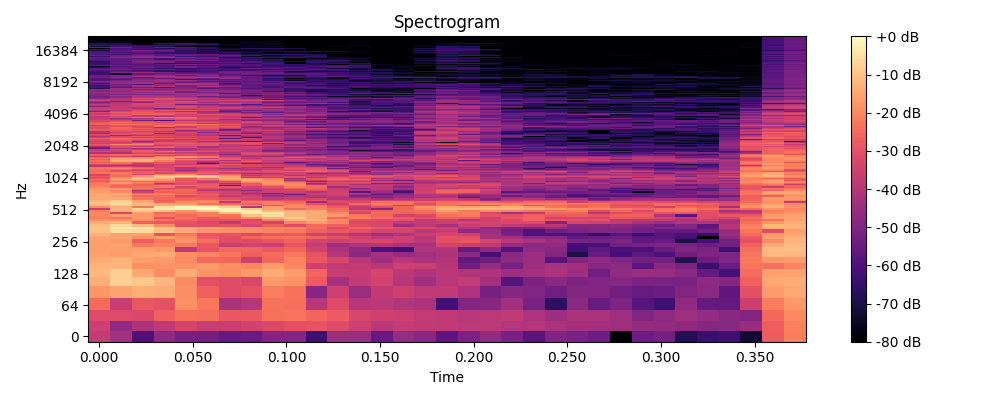 Spectrogram
Hz
16384
8192
4096
2048
1024
512
256
128
64
0
0.000 0.050 0.100 0.150 0.200 0.250 0.300 0.350
Time
+0 dB
-10 dB
-20 dB
-30 dB
-40 dB
-50 dB
-60 dB
-70 dB
-80 dB